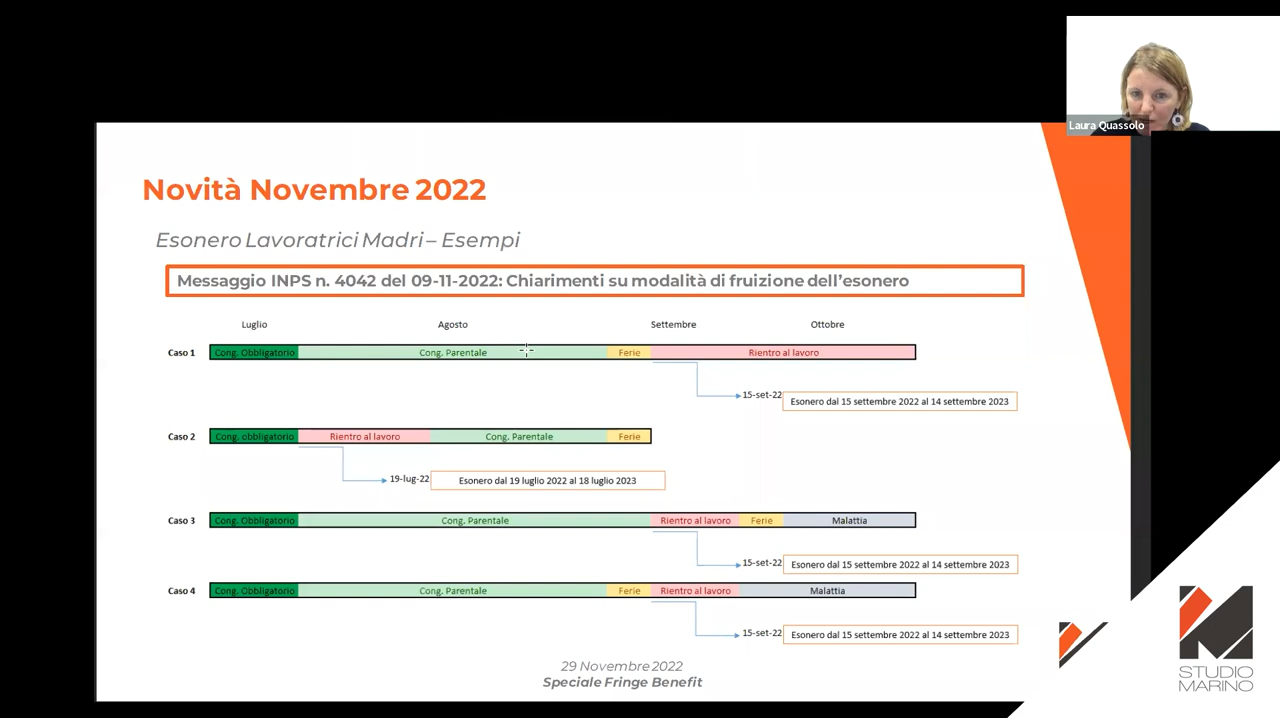 Laura Quassolo
Novità Novembre 2022
Esonero Lavoratrici Madri – Esempi
Messaggio INPS n. 4042 del 09-11-2022: Chiarimenti su modalità di fruizione dell’esonero
Luglio Agosto Settembre Ottobre
Caso 1 Cong. Obbligatorio Cong. Parentale Ferie Rientro al lavoro
15-set-22 Esonero dal 15 settembre 2022 al 14 settembre 2023
Caso 2 Cong. obbligatorio Rientro al lavoro Cong. Parentale Ferie
19-lug-22 Esonero dal 19 luglio 2022 al 18 luglio 2023
Caso 3 Cong. Obbligatorio Cong. Parentale Rientro al lavoro Ferie Malattia
15-set-22 Esonero dal 15 settembre 2022 al 14 settembre 2023
Caso 4 Cong. Obbligatorio Cong. Parentale Ferie Rientro al lavoro Malattia
15-set-22 Esonero dal 15 settembre 2022 al 14 settembre 2023
29 Novembre 2022
Speciale Fringe Benefit
STUDIO
MARINO